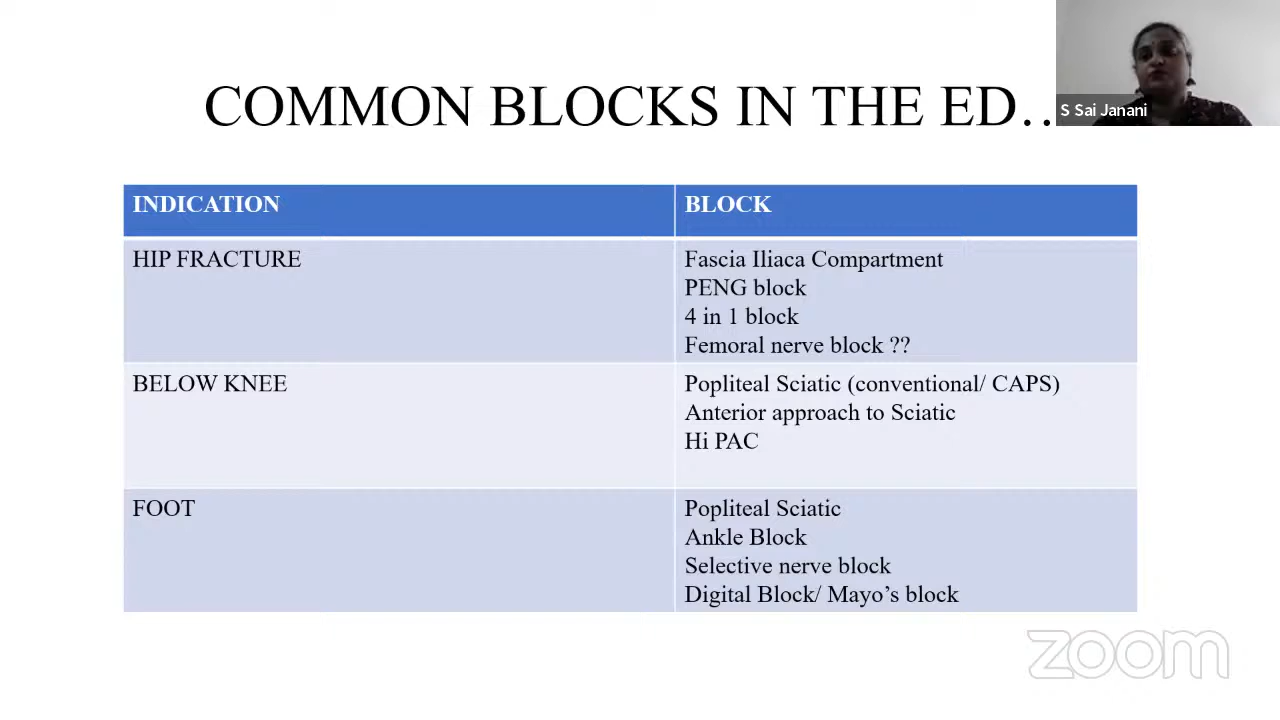 COMMON BLOCKS IN THE ED..
S Sai Janani
INDICATION
BLOCK
HIP FRACTURE
Fascia Iliaca Compartment
PENG block
4 in 1 block
Femoral nerve block ??
BELOW KNEE
Popliteal Sciatic (conventional/ CAPS)
Anterior approach to Sciatic
Hi PAC
FOOT
Popliteal Sciatic
Ankle Block
Selective nerve block
Digital Block/ Mayo’s block
zoom